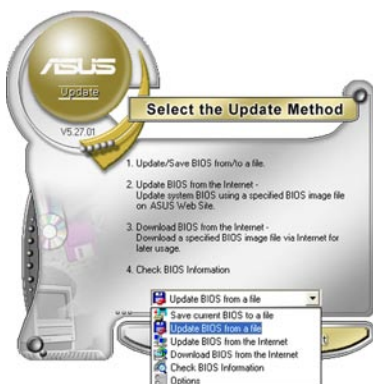 ASUS
Update
V5.27.01
Select the Update Method
1. Update/Save BIOS from/to a file.
2. Update BIOS from the Internet -
Update system BIOS using a specified BIOS image file
on ASUS Web Site.
3. Download BIOS from the Internet -
Download a specified BIOS image file via Internet for
later usage.
4. Check BIOS Information
Update BIOS from a file
Save current BIOS to a file
Update BIOS from a file
Update BIOS from the Internet
Download BIOS from the Internet
Check BIOS Information
Options